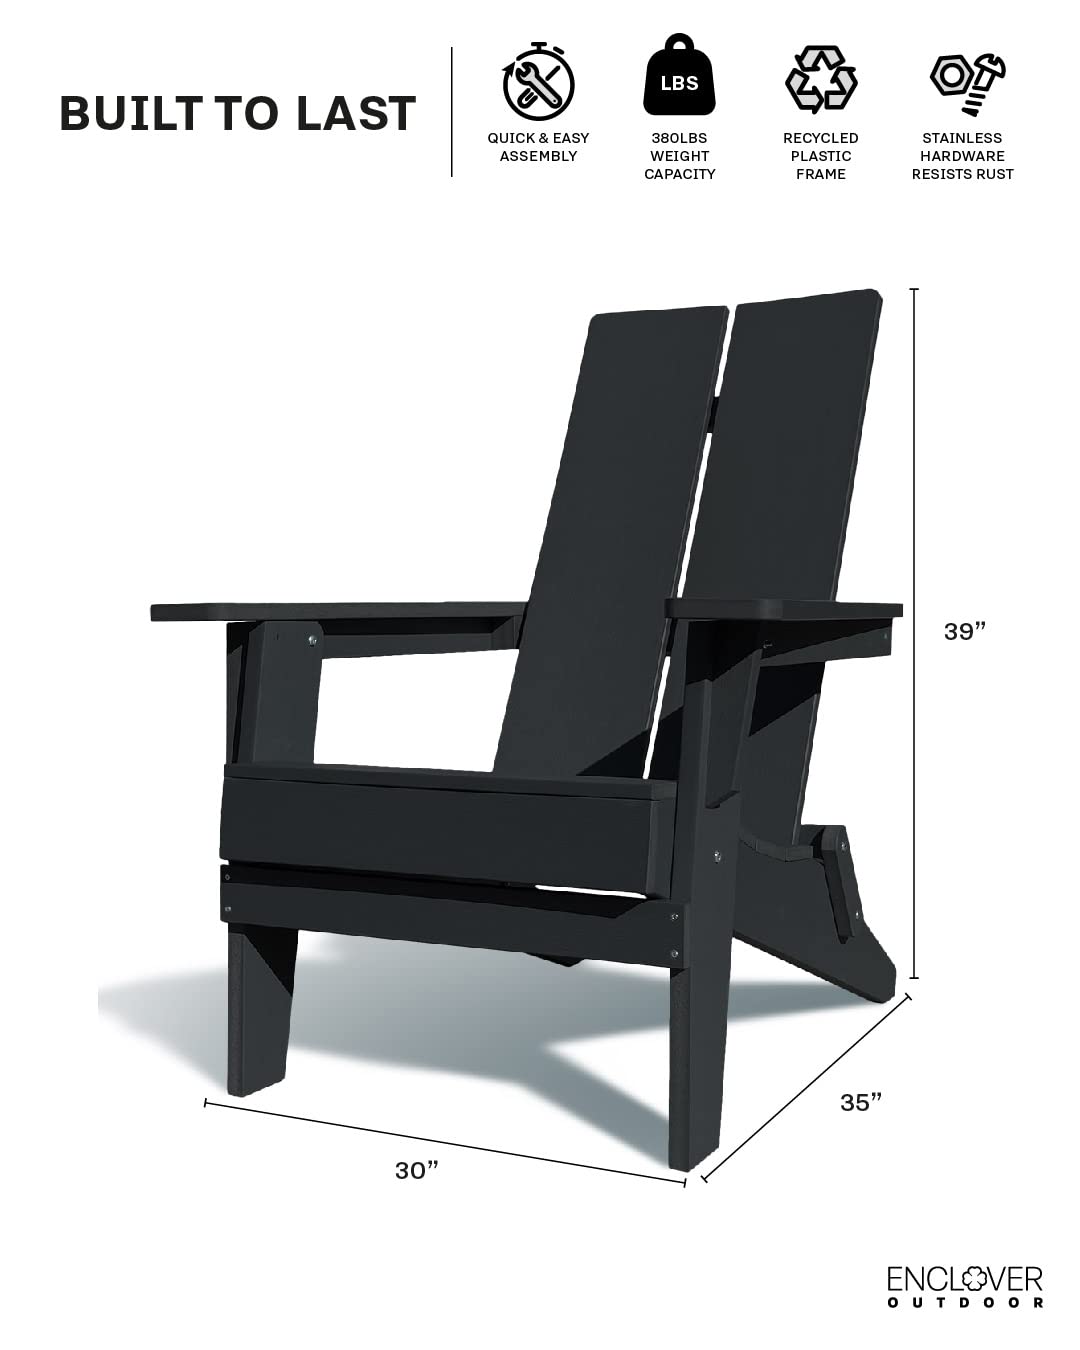 BUILT TO LAST
QUICK & EASY
ASSEMBLY
LBS
380LBS
WEIGHT
CAPACITY
RECYCLED
PLASTIC
FRAME
STAINLESS
HARDWARE
RESISTS RUST
39”
35”
30”
ENCLOVER
OUTDOOR